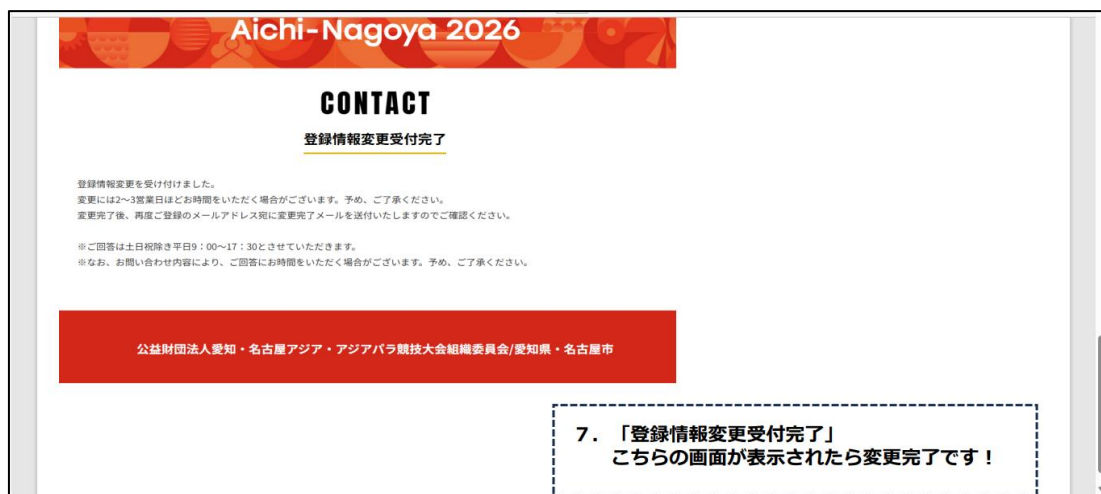 Aichi-Nagoya 2026
CONTACT
登録情報変更受付完了
登録情報変更を受け付けました。
変更には2～3営業日ほどお時間をいただく場合がございます。予め、ご了承ください。
変更完了後、再度ご登録のメールアドレス宛に変更完了メールを送付いたしますのでご確認ください。
※ご回答は土日祝除き平日9：00～17：30とさせていただきます。
※なお、お問い合わせ内容により、ご回答にお時間をいただく場合がございます。予め、ご了承ください。
公益財団法人愛知・名古屋アジア・アジアパラ競技大会組織委員会/愛知県・名古屋市
７．「登録情報変更受付完了」
こちらの画面が表示されたら変更完了です！